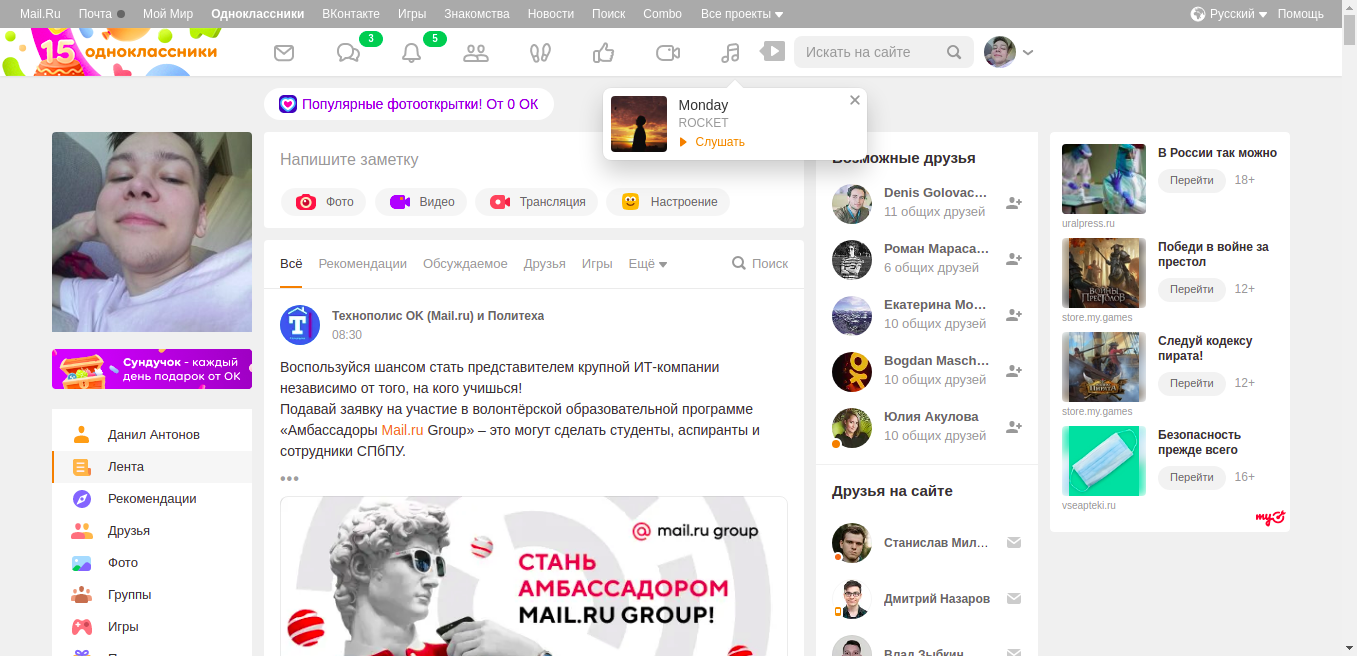 Mail.Ru Почта Мой Мир Одноклассники ВКонтакте Игры Знакомства Новости Поиск Combo Все проекты Русский Помощь
15 одноклассники
3
5
Искать на сайте
Популярные фотооткрытки! От 0 ОК
Monday
ROCKET
Слушать
Сундучок - каждый
день подарок от ОК
Данил Антонов
Лента
Рекомендации
Друзья
Фото
Группы
Игры
Напишите заметку
Фото Видео Трансляция Настроение
Всё Рекомендации Обсуждаемое Друзья Игры Ещё Поиск
Технополис OK (Mail.ru) и Политеха
08:30
Воспользуйся шансом стать представителем крупной ИТ-компании
независимо от того, на кого учишься!
Подавай заявку на участие в волонтёрской образовательной программе
«Амбассадоры Mail.ru Group» – это могут сделать студенты, аспиранты и
сотрудники СПбПУ.
•••
@ mail.ru group
СТАНЬ
АМБАССАДОРОМ
MAIL.RU GROUP!
Возможные друзья
Denis Golovac...
11 общих друзей
Роман Мараса...
6 общих друзей
Екатерина Мо...
10 общих друзей
Bogdan Masch...
10 общих друзей
Юлия Акулова
10 общих друзей
Друзья на сайте
Станислав Мил...
Дмитрий Назаров
Влад Зыбкин
В России так можно
Перейти 18+
uralpress.ru
Победи в войне за
престол
Перейти 12+
ВОЙНЫ
ПРЕСТОЛОВ
store.my.games
Следуй кодексу
пирата!
Перейти 12+
store.my.games
Безопасность
прежде всего
Перейти 16+
vseapteki.ru